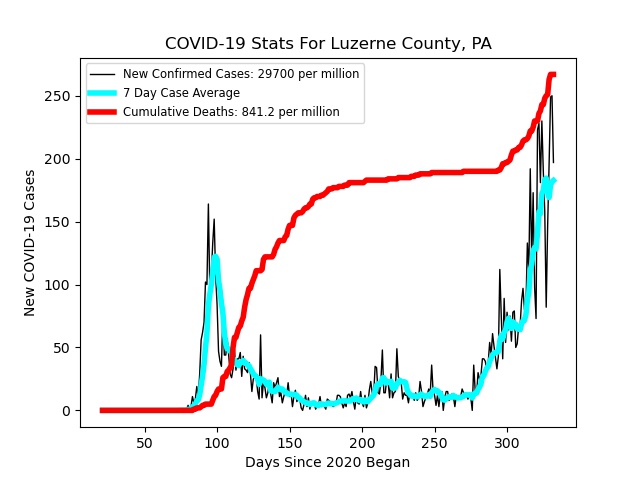 COVID-19 Stats For Luzerne County, PA
New Confirmed Cases: 29700 per million
7 Day Case Average
Cumulative Deaths: 841.2 per million
New COVID-19 Cases
250
200
150
100
50
0
50 100 150 200 250 300
Days Since 2020 Began